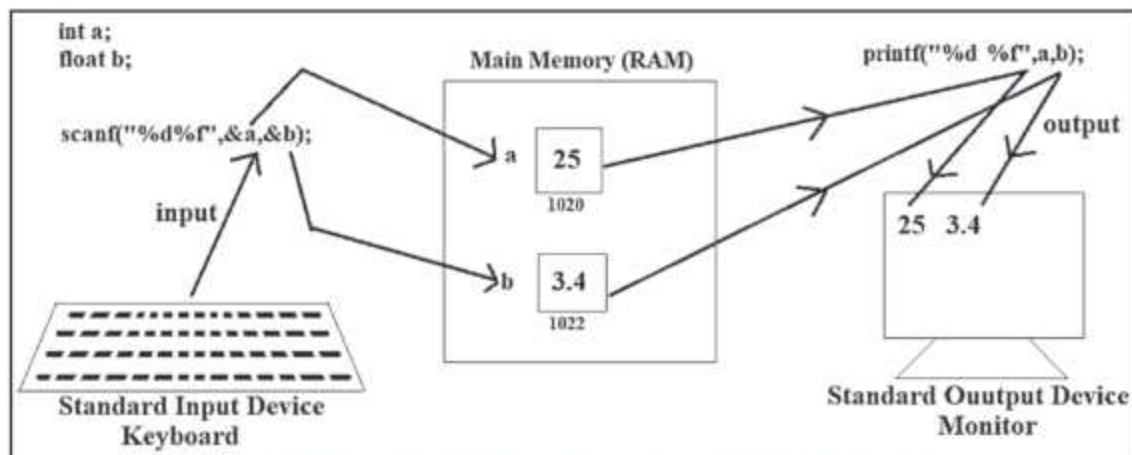 int a;
float b;
scanf("%d%f",&a,&b);
input
Standard Input Device
Keyboard
Main Memory (RAM)
a 25
1020
b 3.4
1022
printf("%d %f",a,b);
output
25 3.4
Standard Ouutput Device
Monitor